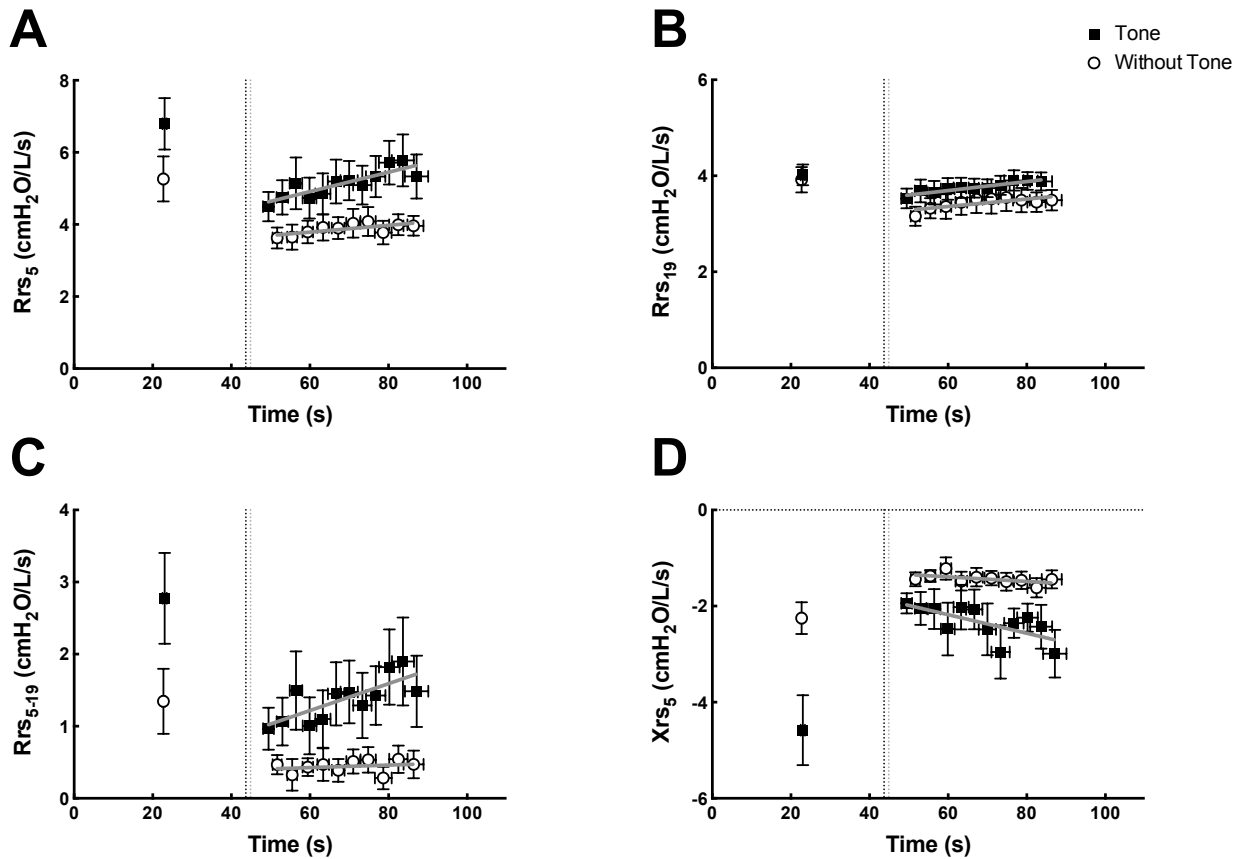 A
B
Tone
Without Tone
Rrs5 (cmH2O/L/s)
8
6
4
2
0
0 20 40 60 80 100
Time (s)
Rrs19 (cmH2O/L/s)
6
4
2
0
0 20 40 60 80 100
Time (s)
C
D
Rrs5-19 (cmH2O/L/s)
4
3
2
1
0
0 20 40 60 80 100
Time (s)
Xrs5 (cmH2O/L/s)
0
-2
-4
-6
0 20 40 60 80 100
Time (s)